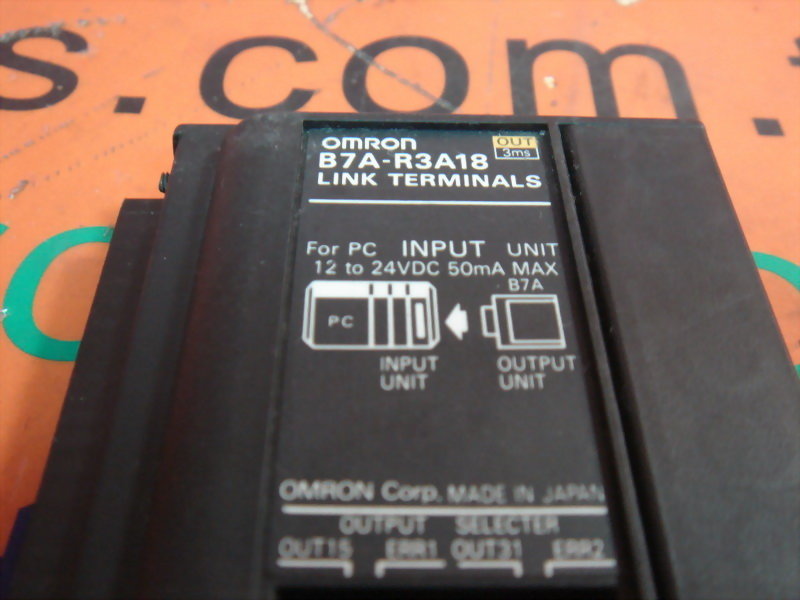 s.com.t
OMRON
OUT
B7A-R3A18
3ms
LINK TERMINALS
For PC INPUT UNIT
12 to 24VDC 50mA MAX
B7A
PC
INPUT OUTPUT
UNIT UNIT
OMRON Corp. MADE IN JAPAN
OUTPUT SELECTER
OUT15 ERR1 OUT31 ERR2